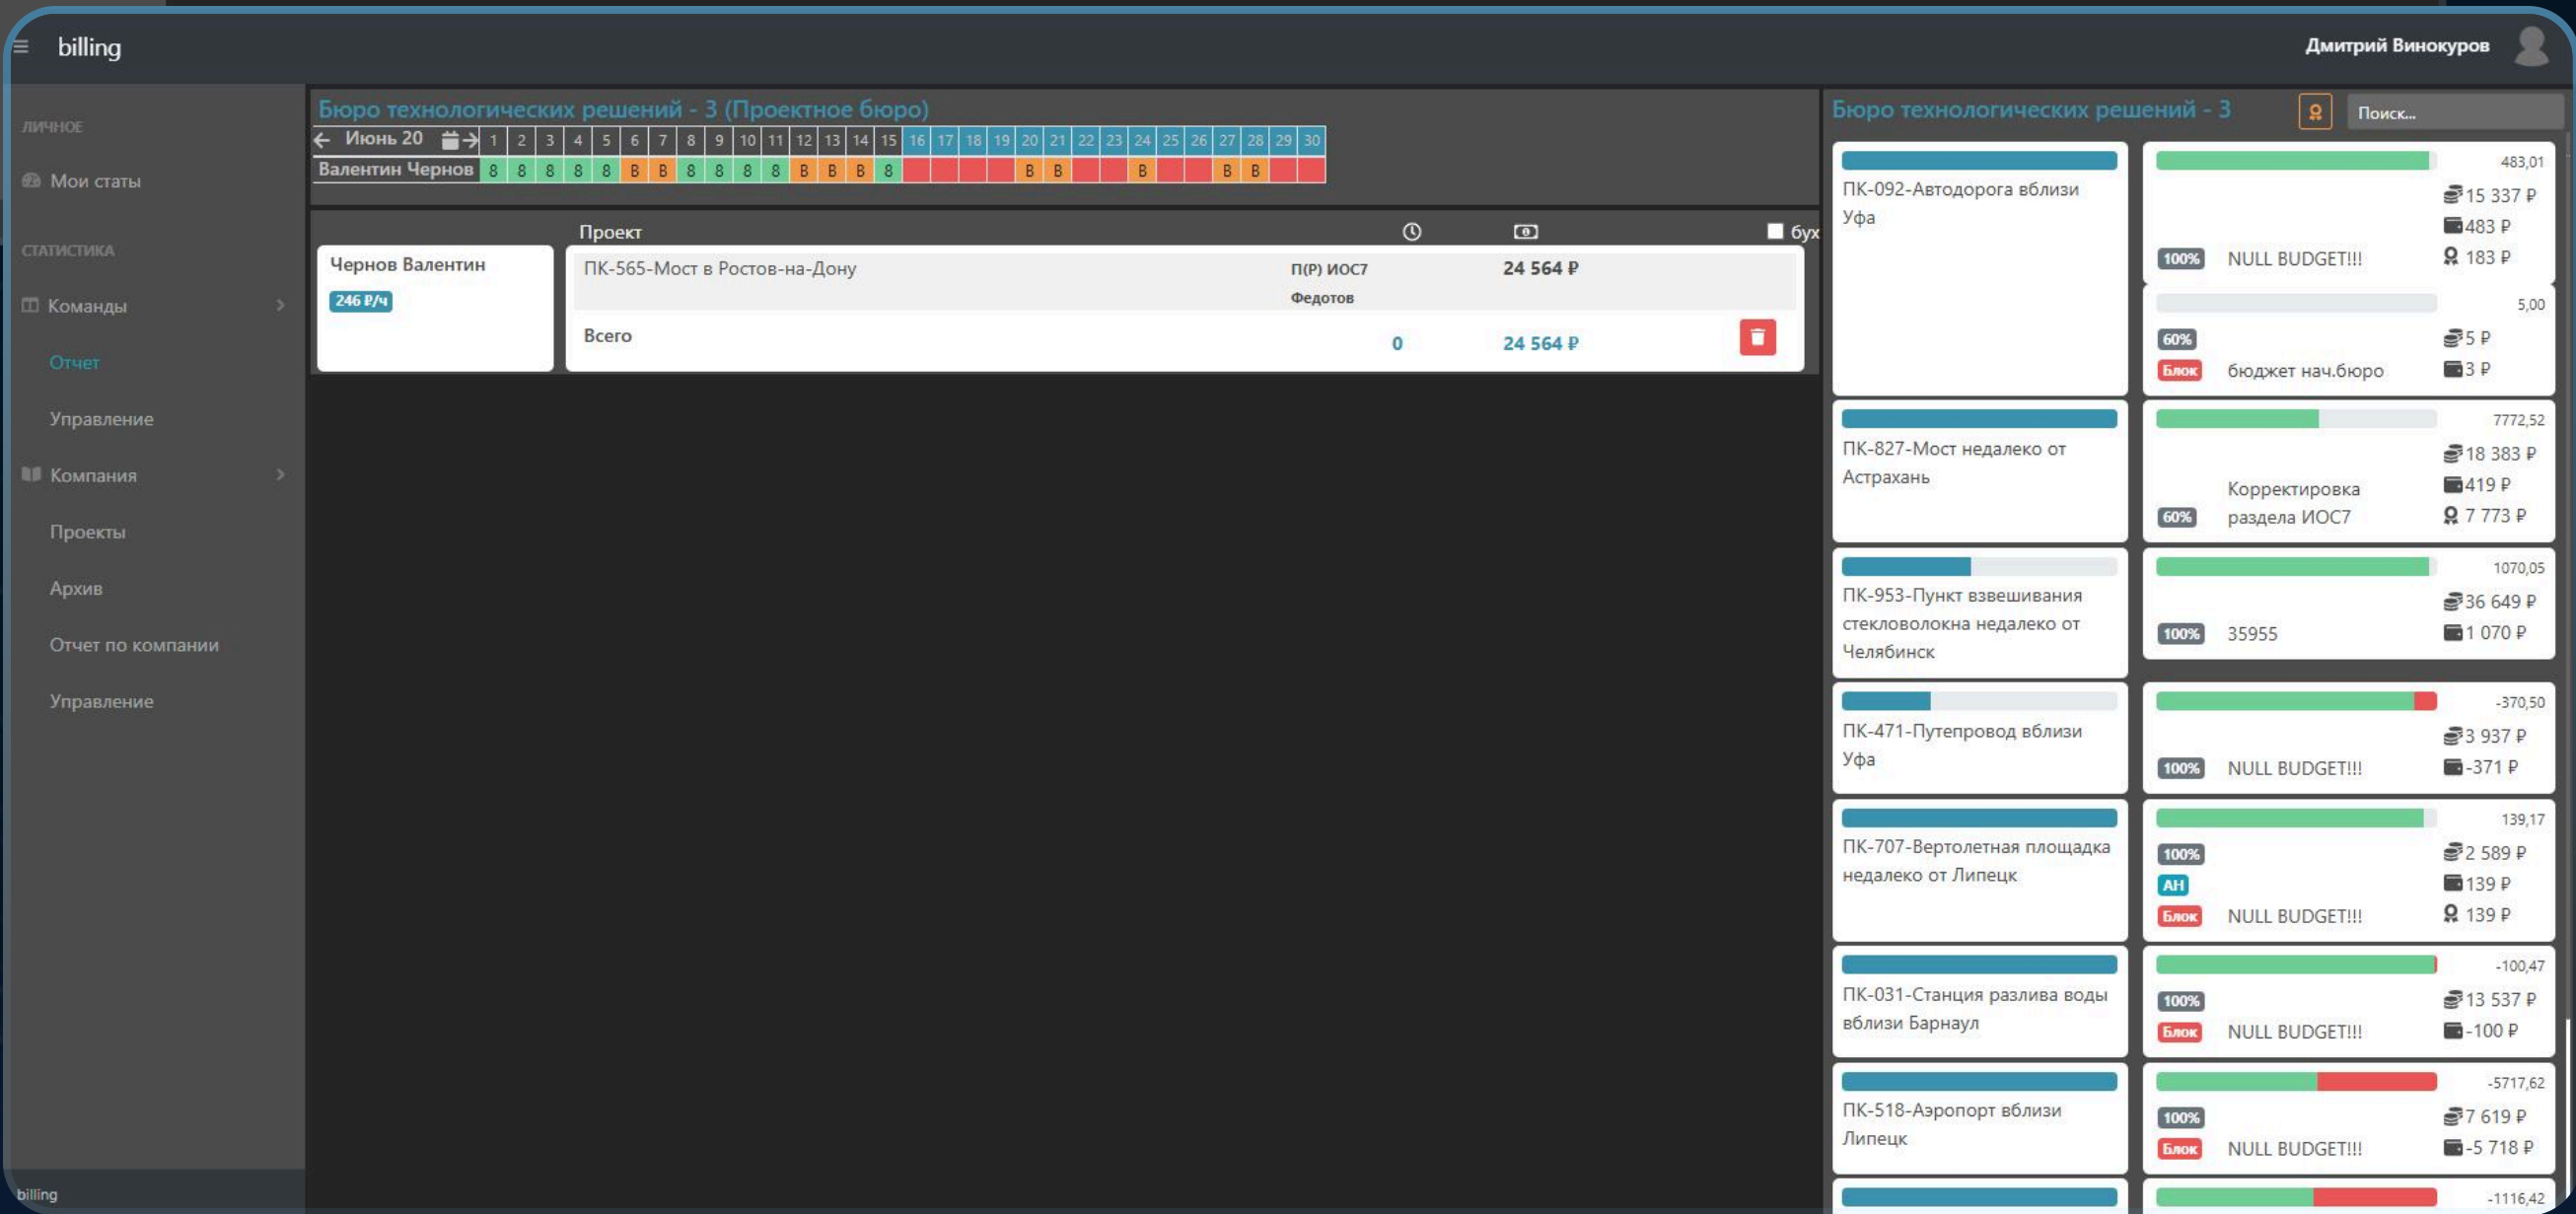 billing
Дмитрий Винокуров
ЛИЧНОЕ
Мои статы
СТАТИСТИКА
Команды
Отчет
Управление
Компания
Проекты
Архив
Отчет по компании
Управление
billing
Бюро технологических решений - 3 (Проектное бюро)
Июнь 20 1 2 3 4 5 6 7 8 9 10 11 12 13 14 15 16 17 18 19 20 21 22 23 24 25 26 27 28 29 30
Валентин Чернов 8 8 8 8 8 В В 8 8 8 8 В В В 8 В В В В В
Проект бух
Чернов Валентин
246 ₽/ч
ПК-565-Мост в Ростов-на-Дону П(Р) ИОС7 24 564 ₽
Федотов
Всего 0 24 564 ₽
Бюро технологических решений - 3
Поиск...
ПК-092-Автодорога вблизи
Уфа
483,01
15 337 ₽
483 ₽
100% NULL BUDGET!!! 183 ₽
5,00
60% 5 ₽
Блок бюджет нач.бюро 3 ₽
ПК-827-Мост недалеко от
Астрахань
7772,52
18 383 ₽
Корректировка 419 ₽
60% раздела ИОС7 7 773 ₽
ПК-953-Пункт взвешивания
стекловолокна недалеко от
Челябинск
1070,05
36 649 ₽
100% 35955 1 070 ₽
ПК-471-Путепровод вблизи
Уфа
-370,50
3 937 ₽
100% NULL BUDGET!!! -371 ₽
ПК-707-Вертолетная площадка
недалеко от Липецк
139,17
100% 2 589 ₽
АН 139 ₽
Блок NULL BUDGET!!! 139 ₽
ПК-031-Станция разлива воды
вблизи Барнаул
-100,47
100% 13 537 ₽
Блок NULL BUDGET!!! -100 ₽
ПК-518-Аэропорт вблизи
Липецк
-5717,62
100% 7 619 ₽
Блок NULL BUDGET!!! -5 718 ₽
-1116,42